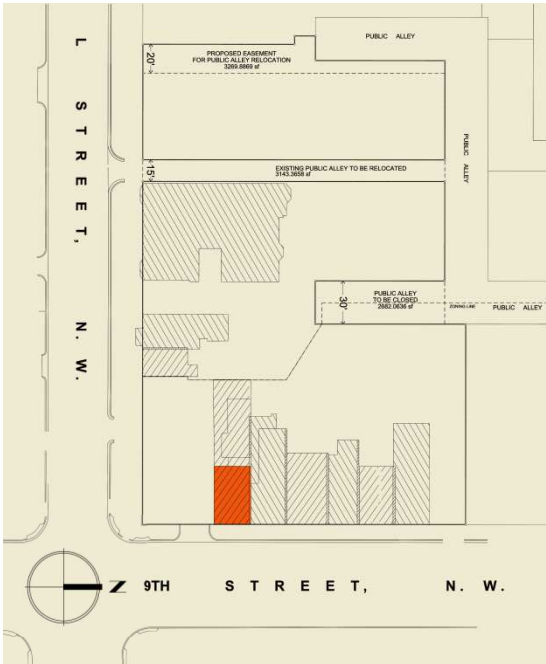 PUBLIC ALLEY
PROPOSED EASEMENT
FOR PUBLIC ALLEY RELOCATION
3269.6869 sf
20'
L STREET, N.W.
PUBLIC ALLEY
EXISTING PUBLIC ALLEY TO BE RELOCATED
3143.3658 sf
15'
PUBLIC ALLEY
TO BE CLOSED
2682.0636 sf
30'
ZONING LINE
PUBLIC ALLEY
N
9TH STREET, N.W.